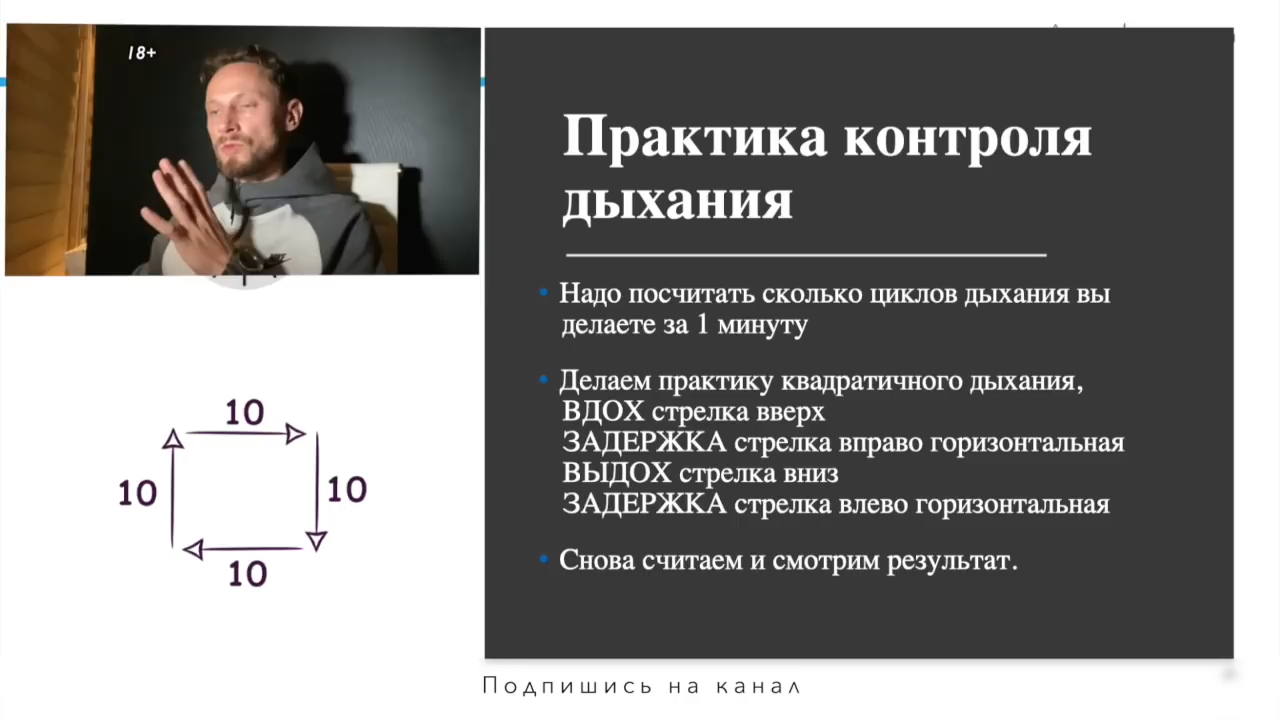 18+
Практика контроля
дыхания
• Надо посчитать сколько циклов дыхания вы
делаете за 1 минуту
• Делаем практику квадратичного дыхания,
ВДОХ стрелка вверх
ЗАДЕРЖКА стрелка вправо горизонтальная
ВЫДОХ стрелка вниз
ЗАДЕРЖКА стрелка влево горизонтальная
• Снова считаем и смотрим результат.
10
10
10
10
Подпишись на канал